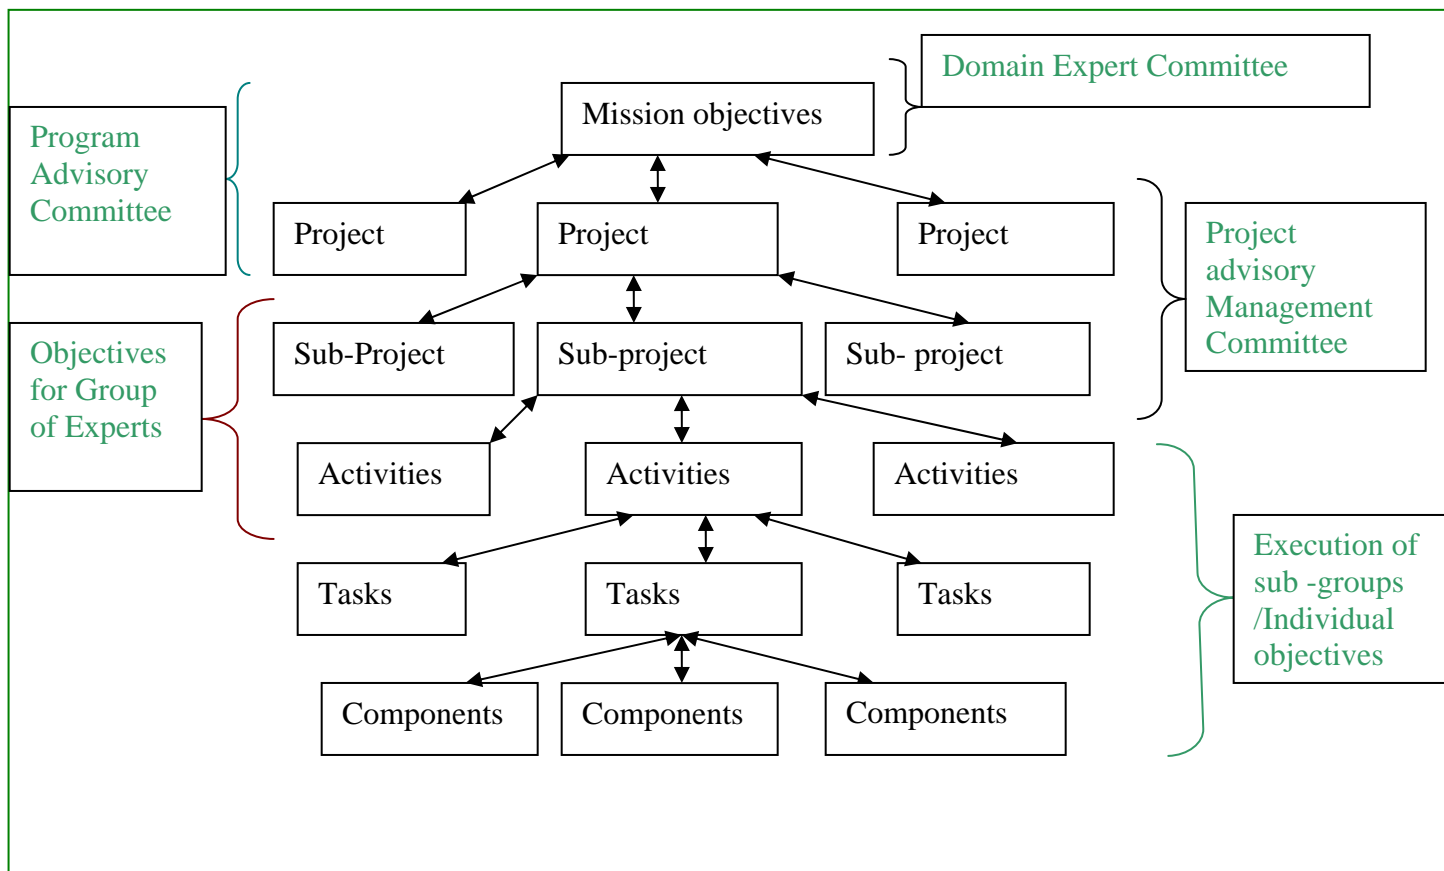 Domain Expert Committee
Mission objectives
Program
Advisory
Committee
Project
Project
Project
Project
advisory
Management
Committee
Objectives
for Group
of Experts
Sub-Project
Sub-project
Sub- project
Activities
Activities
Activities
Execution of
sub -groups
/Individual
objectives
Tasks
Tasks
Tasks
Components
Components
Components